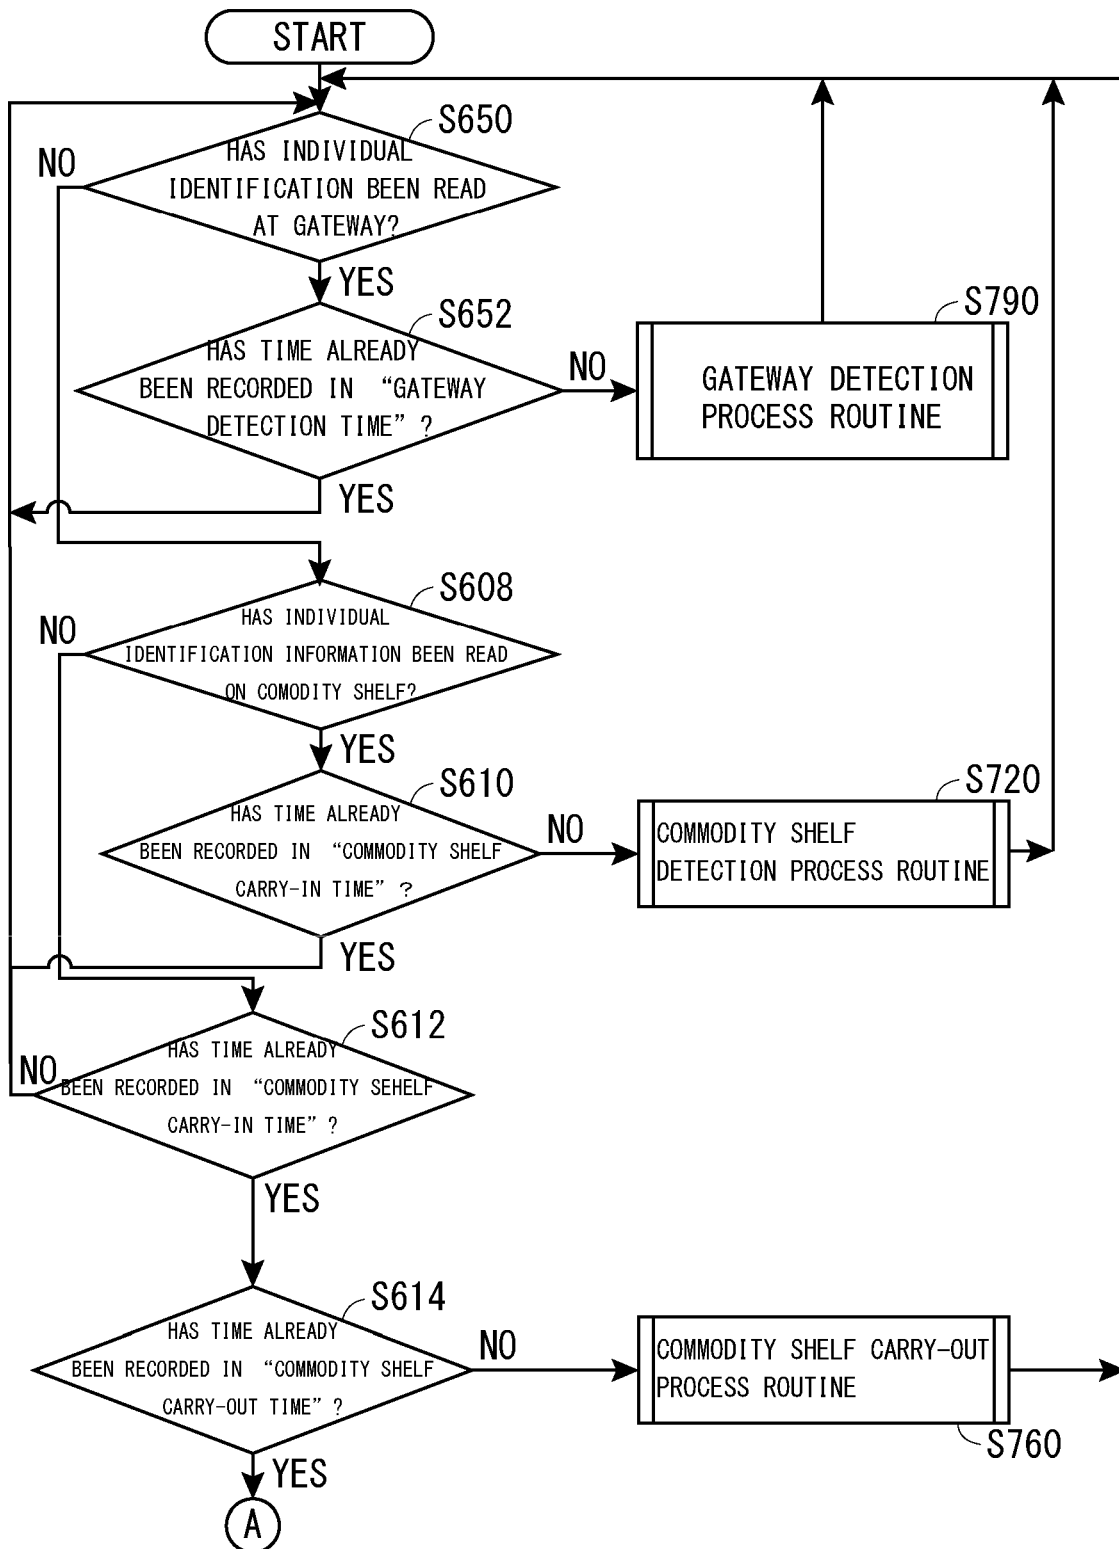 START
S650
NO
HAS INDIVIDUAL
IDENTIFICATION BEEN READ
AT GATEWAY?
YES
S652
HAS TIME ALREADY
BEEN RECORDED IN “GATEWAY
DETECTION TIME” ?
NO
S790
GATEWAY DETECTION
PROCESS ROUTINE
YES
S608
NO
HAS INDIVIDUAL
IDENTIFICATION INFORMATION BEEN READ
ON COMODITY SHELF?
YES
S610
HAS TIME ALREADY
BEEN RECORDED IN “COMMODITY SHELF
CARRY-IN TIME” ?
NO
S720
COMMODITY SHELF
DETECTION PROCESS ROUTINE
YES
S612
NO
HAS TIME ALREADY
BEEN RECORDED IN “COMMODITY SEHELF
CARRY-IN TIME” ?
YES
S614
HAS TIME ALREADY
BEEN RECORDED IN “COMMODITY SHELF
CARRY-OUT TIME” ?
NO
COMMODITY SHELF CARRY-OUT
PROCESS ROUTINE
S760
YES
A